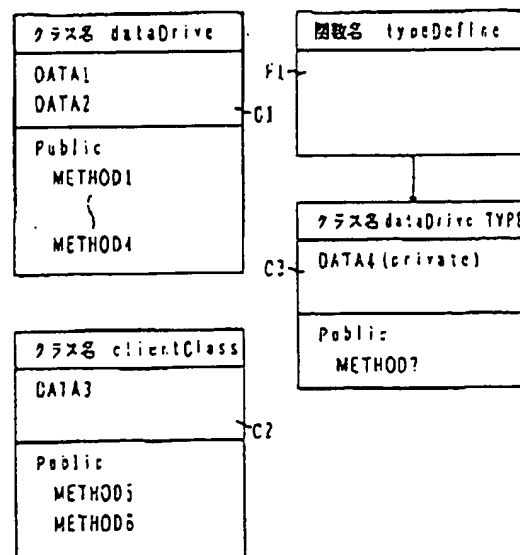 クラス名 dataDrive
DATA1
DATA2
C1
Public
METHOD1
METHOD4
関数名 typeDefine
F1
クラス名 dataDrive TYPE
C3
DATA4(private)
Public
METHOD7
クラス名 clientClass
DATA3
C2
Public
METHOD5
METHOD6